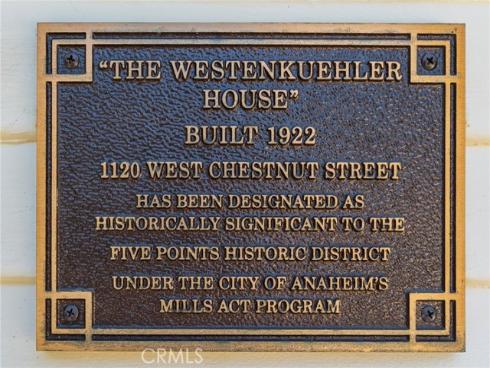 “THE WESTENKUEHLER
HOUSE”
BUILT 1922
1120 WEST CHESTNUT STREET
HAS BEEN DESIGNATED AS
HISTORICALLY SIGNIFICANT TO THE
FIVE POINTS HISTORIC DISTRICT
UNDER THE CITY OF ANAHEIM’S
MILLS ACT PROGRAM
CRMLS